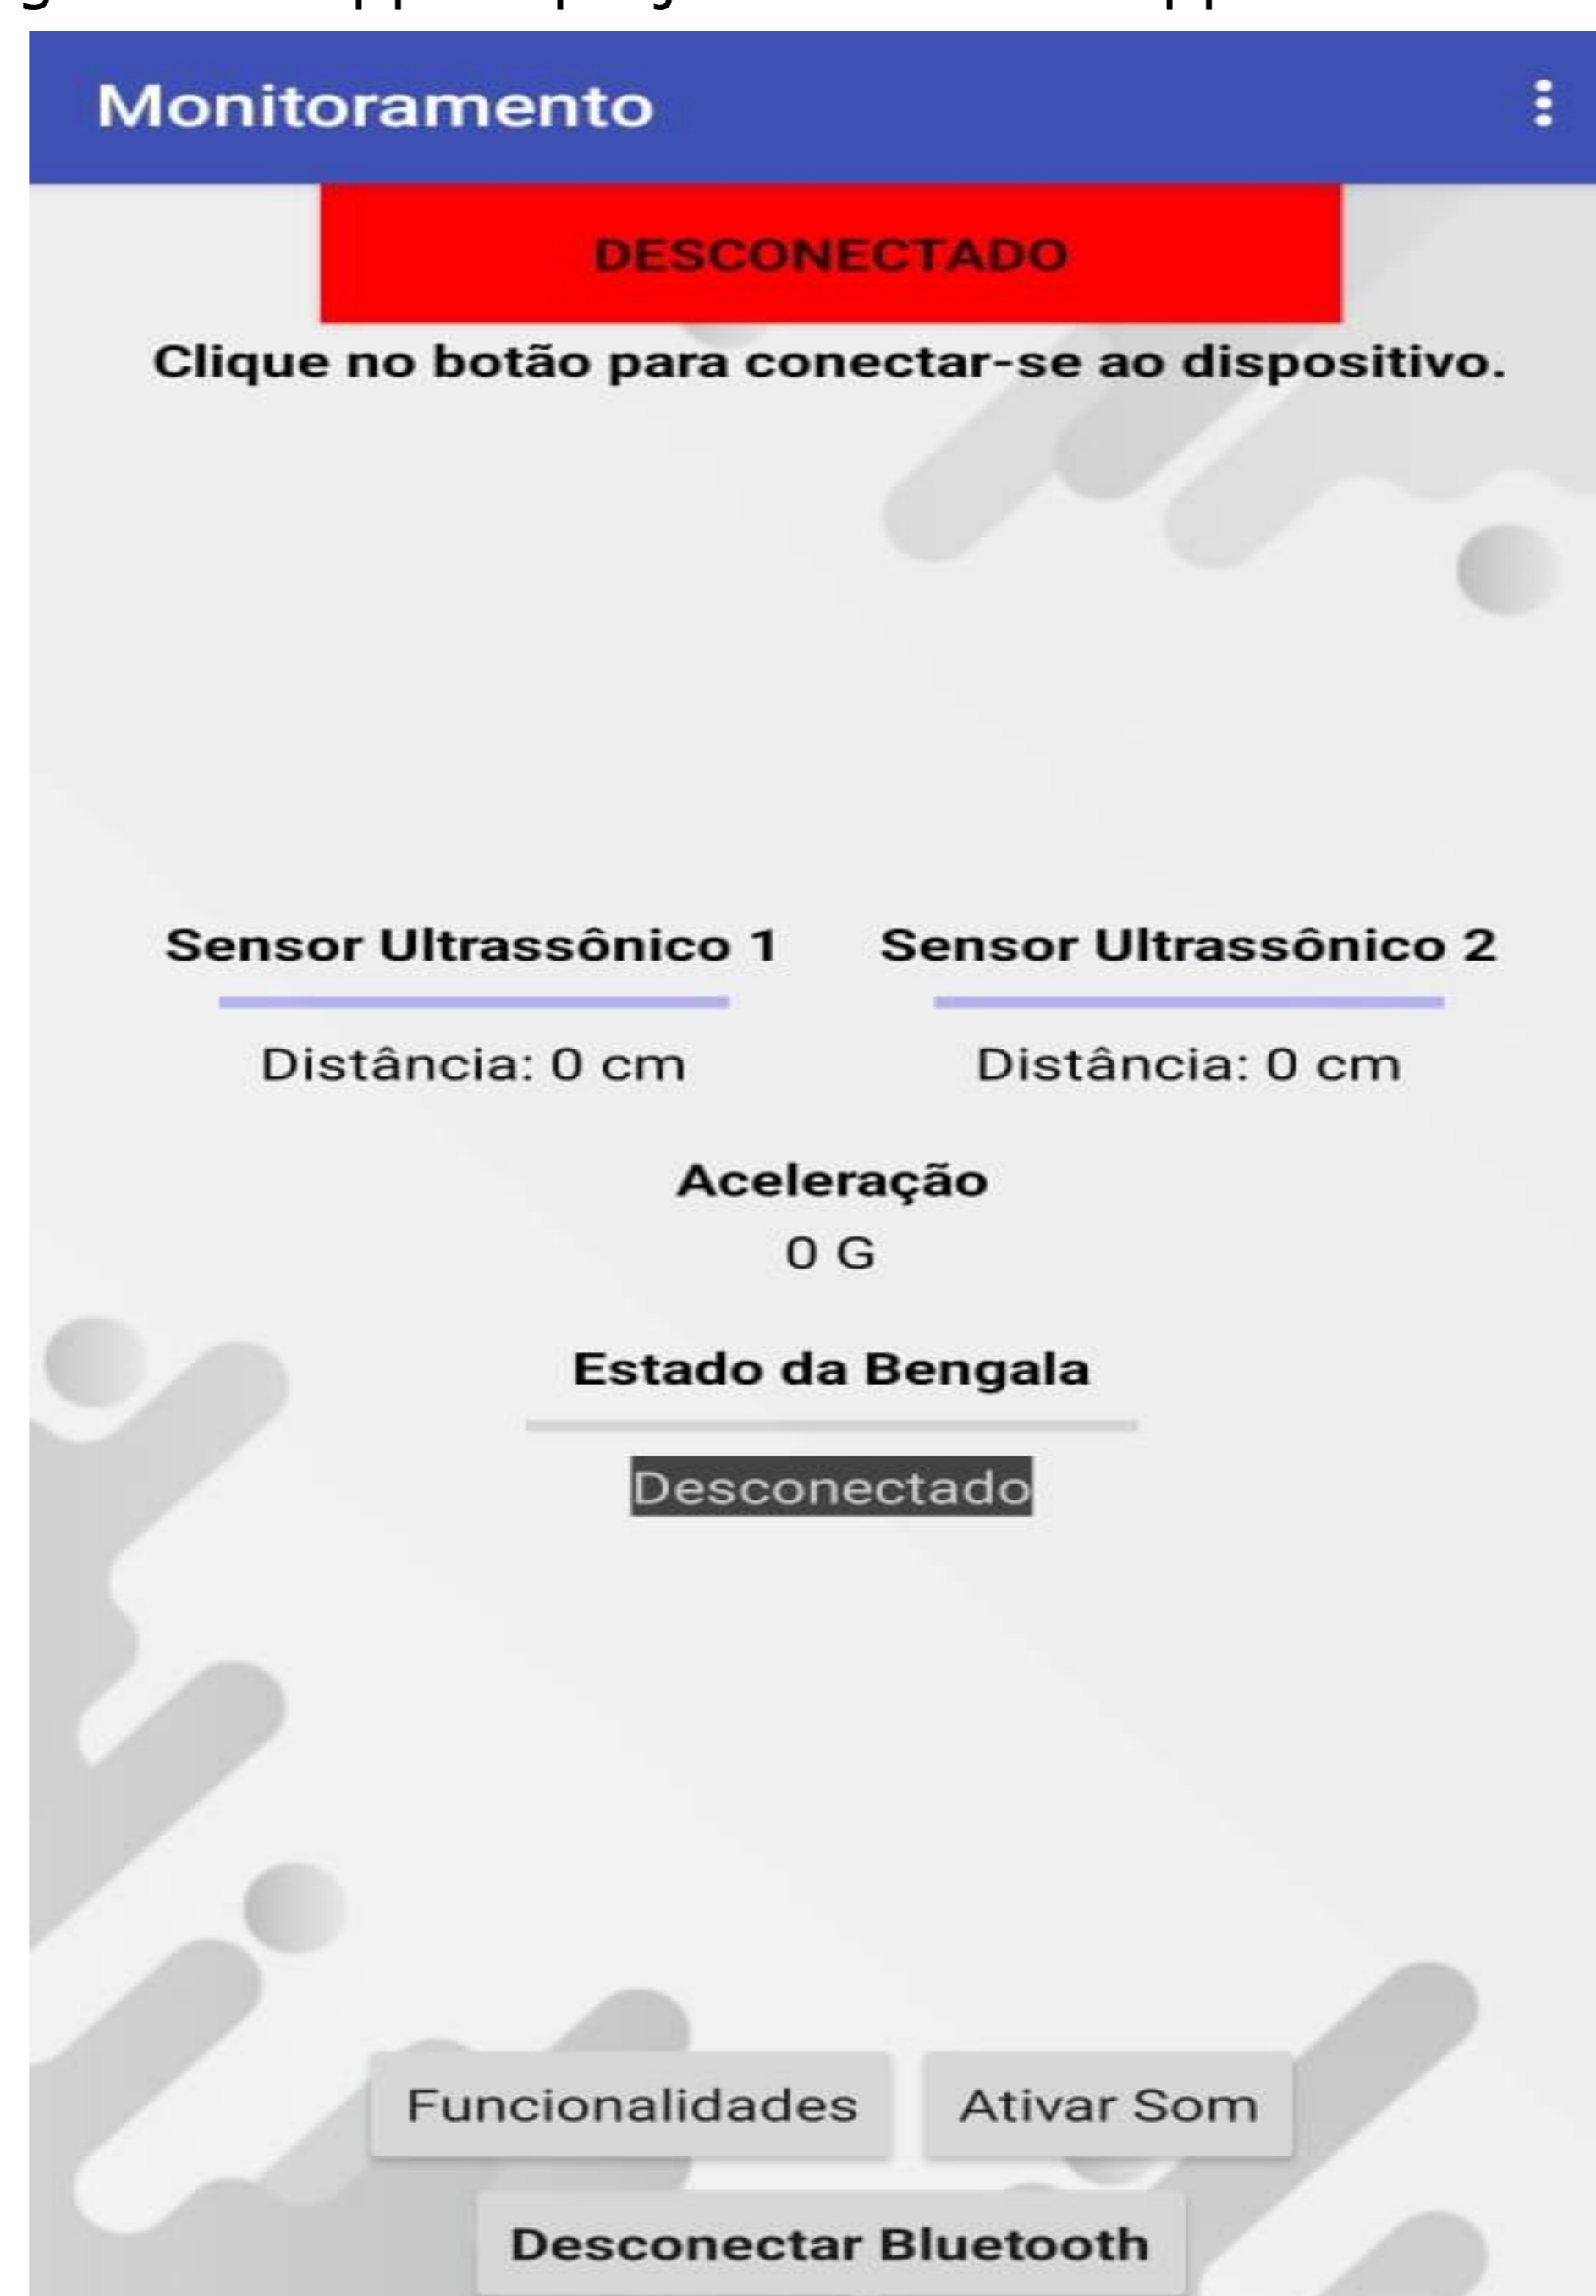 Monitoramento
DESCONECTADO
Clique no botão para conectar-se ao dispositivo.
Sensor Ultrassônico 1 Sensor Ultrassônico 2
Distância: 0 cm Distância: 0 cm
Aceleração
0 G
Estado da Bengala
Desconectado
Funcionalidades Ativar Som
Desconectar Bluetooth